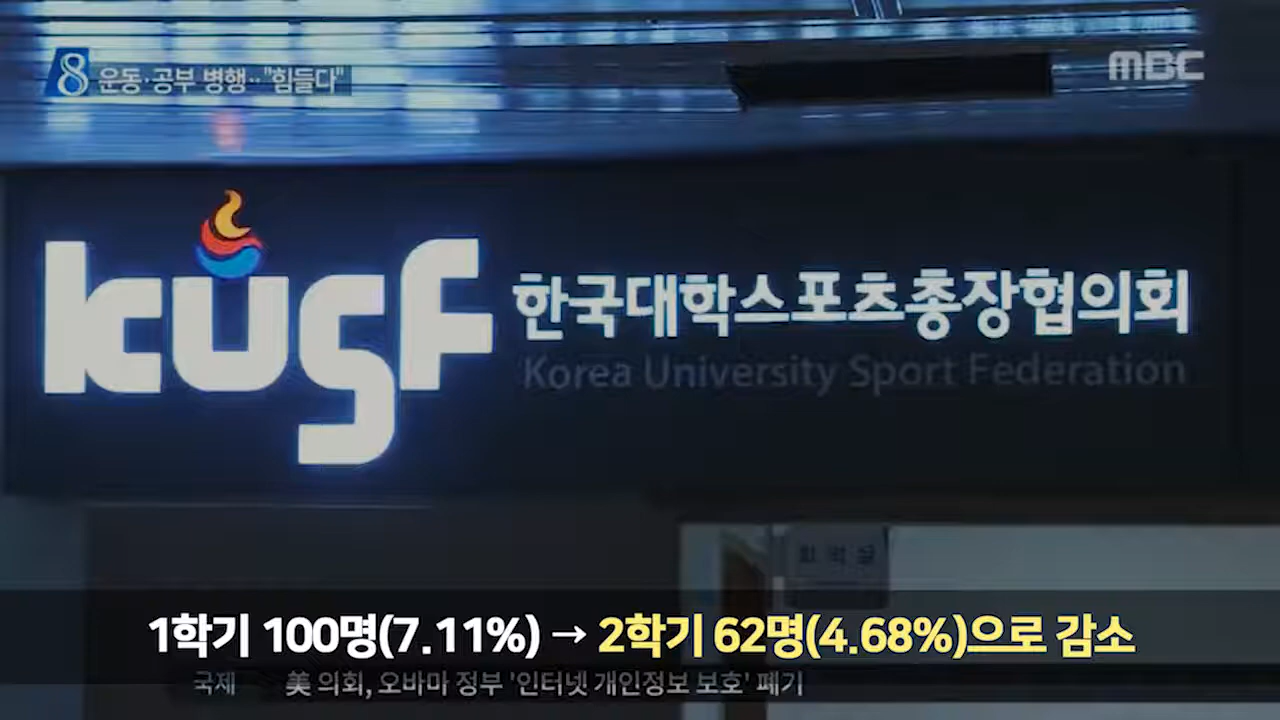 8 운동·공부 병행··"힘들다"
MBC
kusf
한국대학스포츠총장협의회
Korea University Sport Federation
회의실
1학기 100명(7.11%) → 2학기 62명(4.68%)으로 감소
국제 美 의회, 오바마 정부 '인터넷 개인정보 보호' 폐기